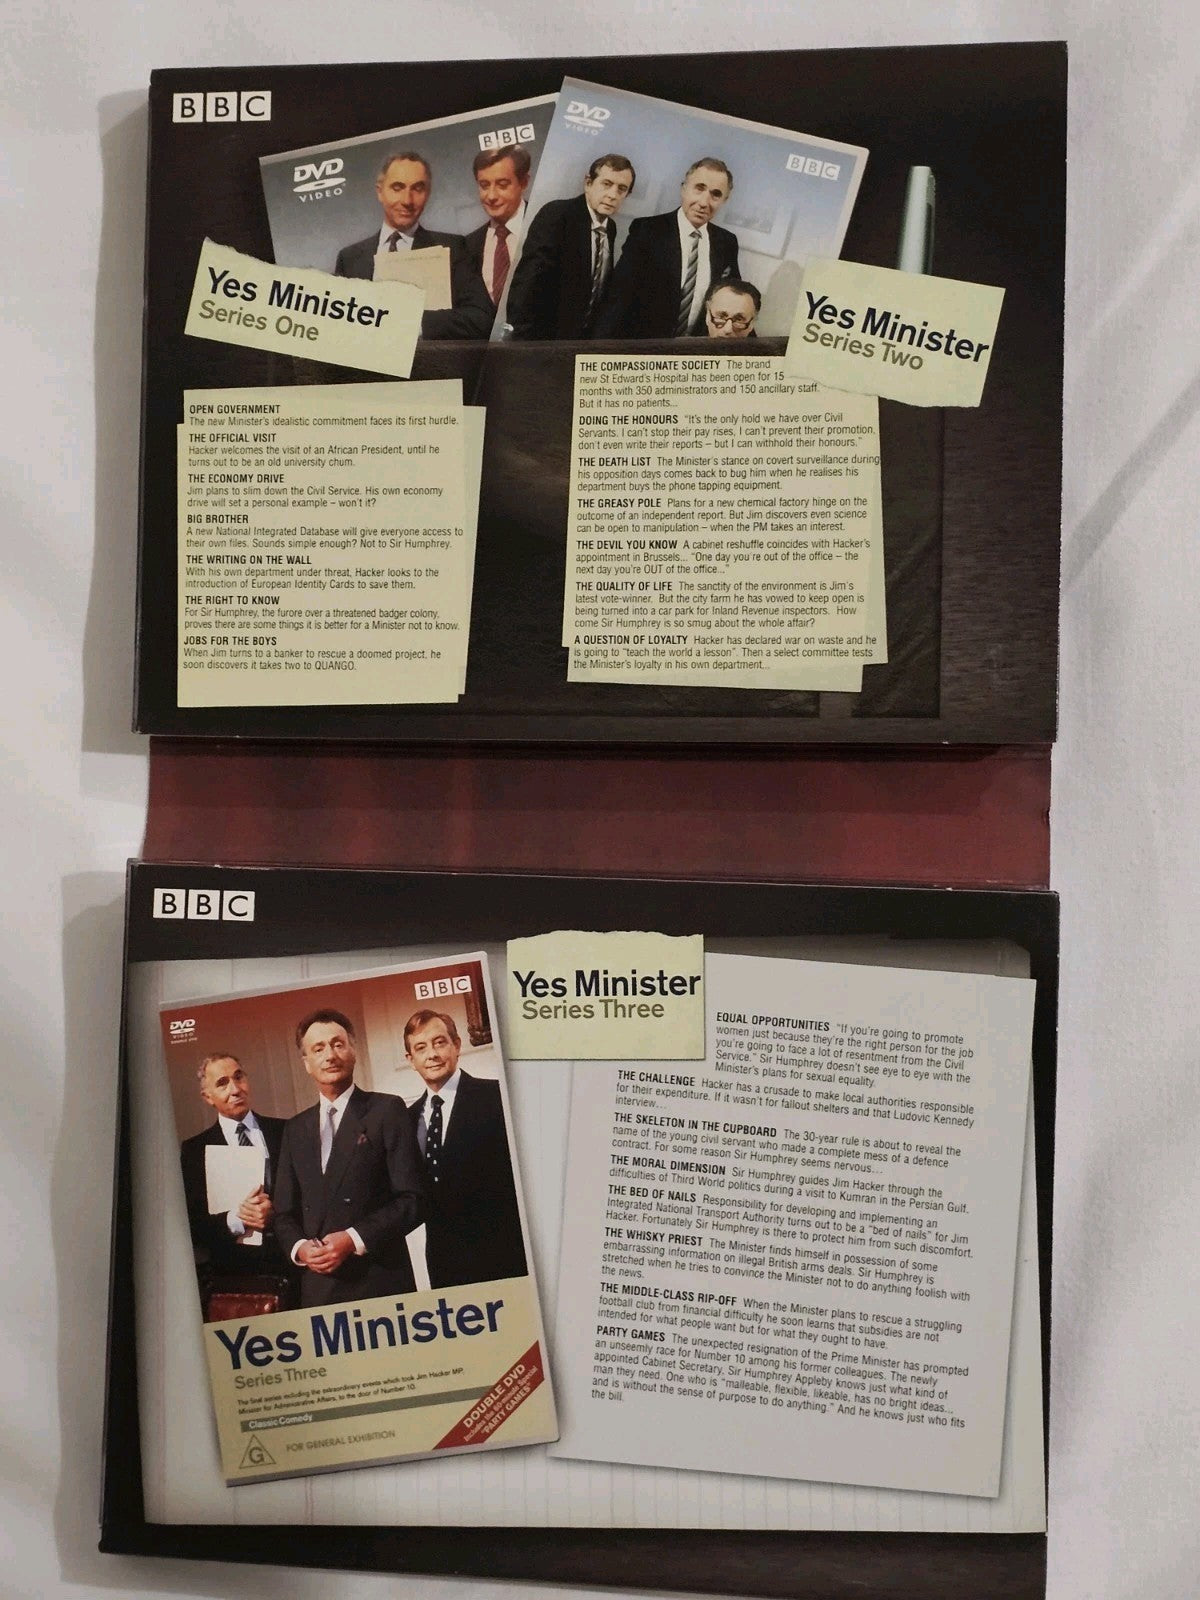 BBC
DVD
VIDEO
BBC
DVD
VIDEO
BBC
Yes Minister
Series One
Yes Minister
Series Two
OPEN GOVERNMENT
The new Minister's idealistic commitment faces its first hurdle.
THE OFFICIAL VISIT
Hacker welcomes the visit of an African President, until he
turns out to be an old university chum.
THE ECONOMY DRIVE
Jim plans to slim down the Civil Service. His own economy
drive will set a personal example – won't it?
BIG BROTHER
A new National Integrated Database will give everyone access to
their own files. Sounds simple enough? Not to Sir Humphrey.
THE WRITING ON THE WALL
With his own department under threat, Hacker looks to the
introduction of European Identity Cards to save them.
THE RIGHT TO KNOW
For Sir Humphrey, the furore over a threatened badger colony,
proves there are some things it is better for a Minister not to know.
JOBS FOR THE BOYS
When Jim turns to a banker to rescue a doomed project, he
soon discovers it takes two to QUANGO.
THE COMPASSIONATE SOCIETY The brand
new St Edward's Hospital has been open for 15
months with 350 administrators and 150 ancillary staff.
But it has no patients...
DOING THE HONOURS "It's the only hold we have over Civil
Servants. I can't stop their pay rises, I can't prevent their promotion,
don't even write their reports – but I can withhold their honours."
THE DEATH LIST The Minister's stance on covert surveillance during
his opposition days comes back to bug him when he realises his
department buys the phone tapping equipment.
THE GREASY POLE Plans for a new chemical factory hinge on the
outcome of an independent report. But Jim discovers even science
can be open to manipulation – when the PM takes an interest.
THE DEVIL YOU KNOW A cabinet reshuffle coincides with Hacker's
appointment in Brussels... "One day you're out of the office – the
next day you're OUT of the office..."
THE QUALITY OF LIFE The sanctity of the environment is Jim's
latest vote-winner. But the city farm he has vowed to keep open is
being turned into a car park for Inland Revenue inspectors. How
come Sir Humphrey is so smug about the whole affair?
A QUESTION OF LOYALTY Hacker has declared war on waste and he
is going to "teach the world a lesson". Then a select committee tests
the Minister's loyalty in his own department...
BBC
Yes Minister
Series Three
BBC
DVD
VIDEO
Yes Minister
Series Three
The final series including the extraordinary events which took Jim Hacker MP,
Minister for Administrative Affairs, to the door of Number 10.
Classic Comedy
G
FOR GENERAL EXHIBITION
DOUBLE DVD
Includes the 60-minute Special
"PARTY GAMES"
EQUAL OPPORTUNITIES "If you're going to promote
women just because they're the right person for the job
you're going to face a lot of resentment from the Civil
Service." Sir Humphrey doesn't see eye to eye with the
Minister's plans for sexual equality.
THE CHALLENGE Hacker has a crusade to make local authorities responsible
for their expenditure. If it wasn't for fallout shelters and that Ludovic Kennedy
interview...
THE SKELETON IN THE CUPBOARD The 30-year rule is about to reveal the
name of the young civil servant who made a complete mess of a defence
contract. For some reason Sir Humphrey seems nervous...
THE MORAL DIMENSION Sir Humphrey guides Jim Hacker through the
difficulties of Third World politics during a visit to Kumran in the Persian Gulf.
THE BED OF NAILS Responsibility for developing and implementing an
Integrated National Transport Authority turns out to be a "bed of nails" for Jim
Hacker. Fortunately Sir Humphrey is there to protect him from such discomfort.
THE WHISKY PRIEST The Minister finds himself in possession of some
embarrassing information on illegal British arms deals. Sir Humphrey is
stretched when he tries to convince the Minister not to do anything foolish with
the news.
THE MIDDLE-CLASS RIP-OFF When the Minister plans to rescue a struggling
football club from financial difficulty he soon learns that subsidies are not
intended for what people want but for what they ought to have.
PARTY GAMES The unexpected resignation of the Prime Minister has prompted
an unseemly race for Number 10 among his former colleagues. The newly
appointed Cabinet Secretary, Sir Humphrey Appleby knows just what kind of
man they need. One who is "malleable, flexible, likeable, has no bright ideas...
and is without the sense of purpose to do anything." And he knows just who fits
the bill.